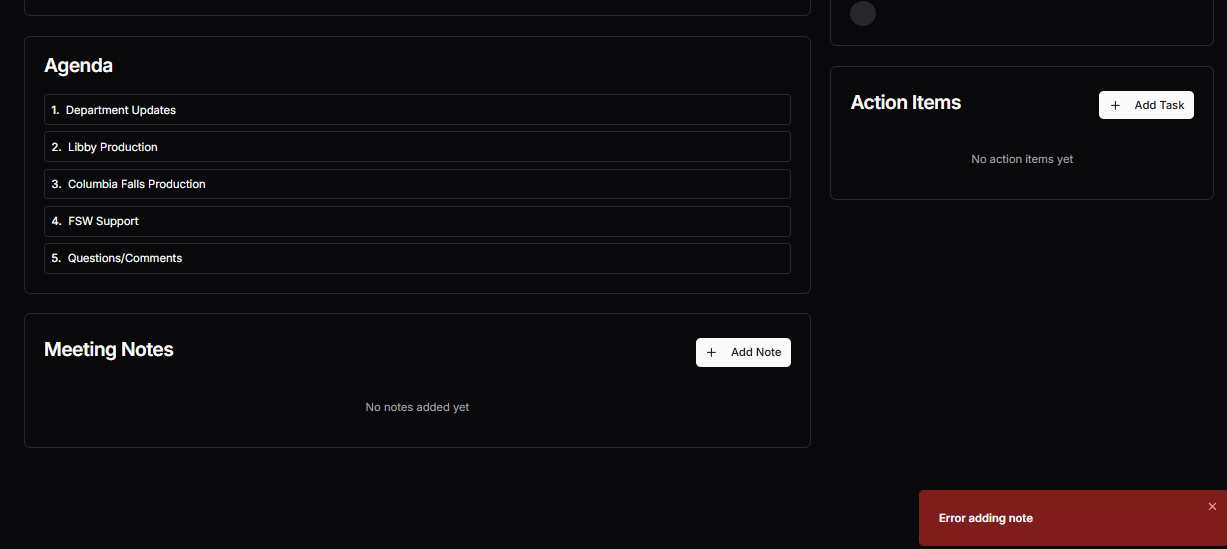 Agenda
1. Department Updates
2. Libby Production
3. Columbia Falls Production
4. FSW Support
5. Questions/Comments
Meeting Notes
+ Add Note
No notes added yet
Action Items
+ Add Task
No action items yet
Error adding note